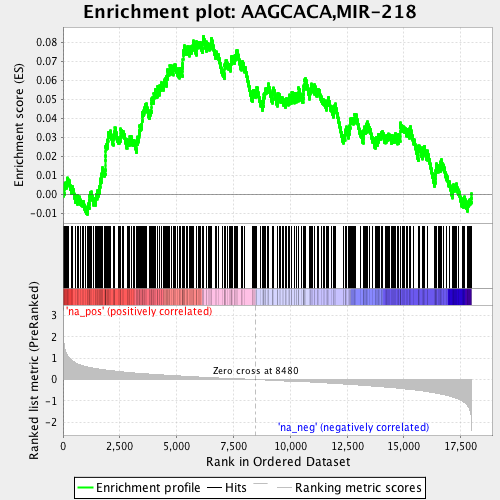 Enrichment plot: AAGCACA,MIR-218
Enrichment score (ES)
0.08
0.07
0.06
0.05
0.04
0.03
0.02
0.01
0.00
-0.01
'na_pos' (positively correlated)
Ranked list metric (PreRanked)
3
2
1
0
-1
-2
Zero cross at 8480
'na_neg' (negatively correlated)
0
2,500
5,000
7,500
10,000
12,500
15,000
17,500
Rank in Ordered Dataset
Enrichment profile
Hits
Ranking metric scores